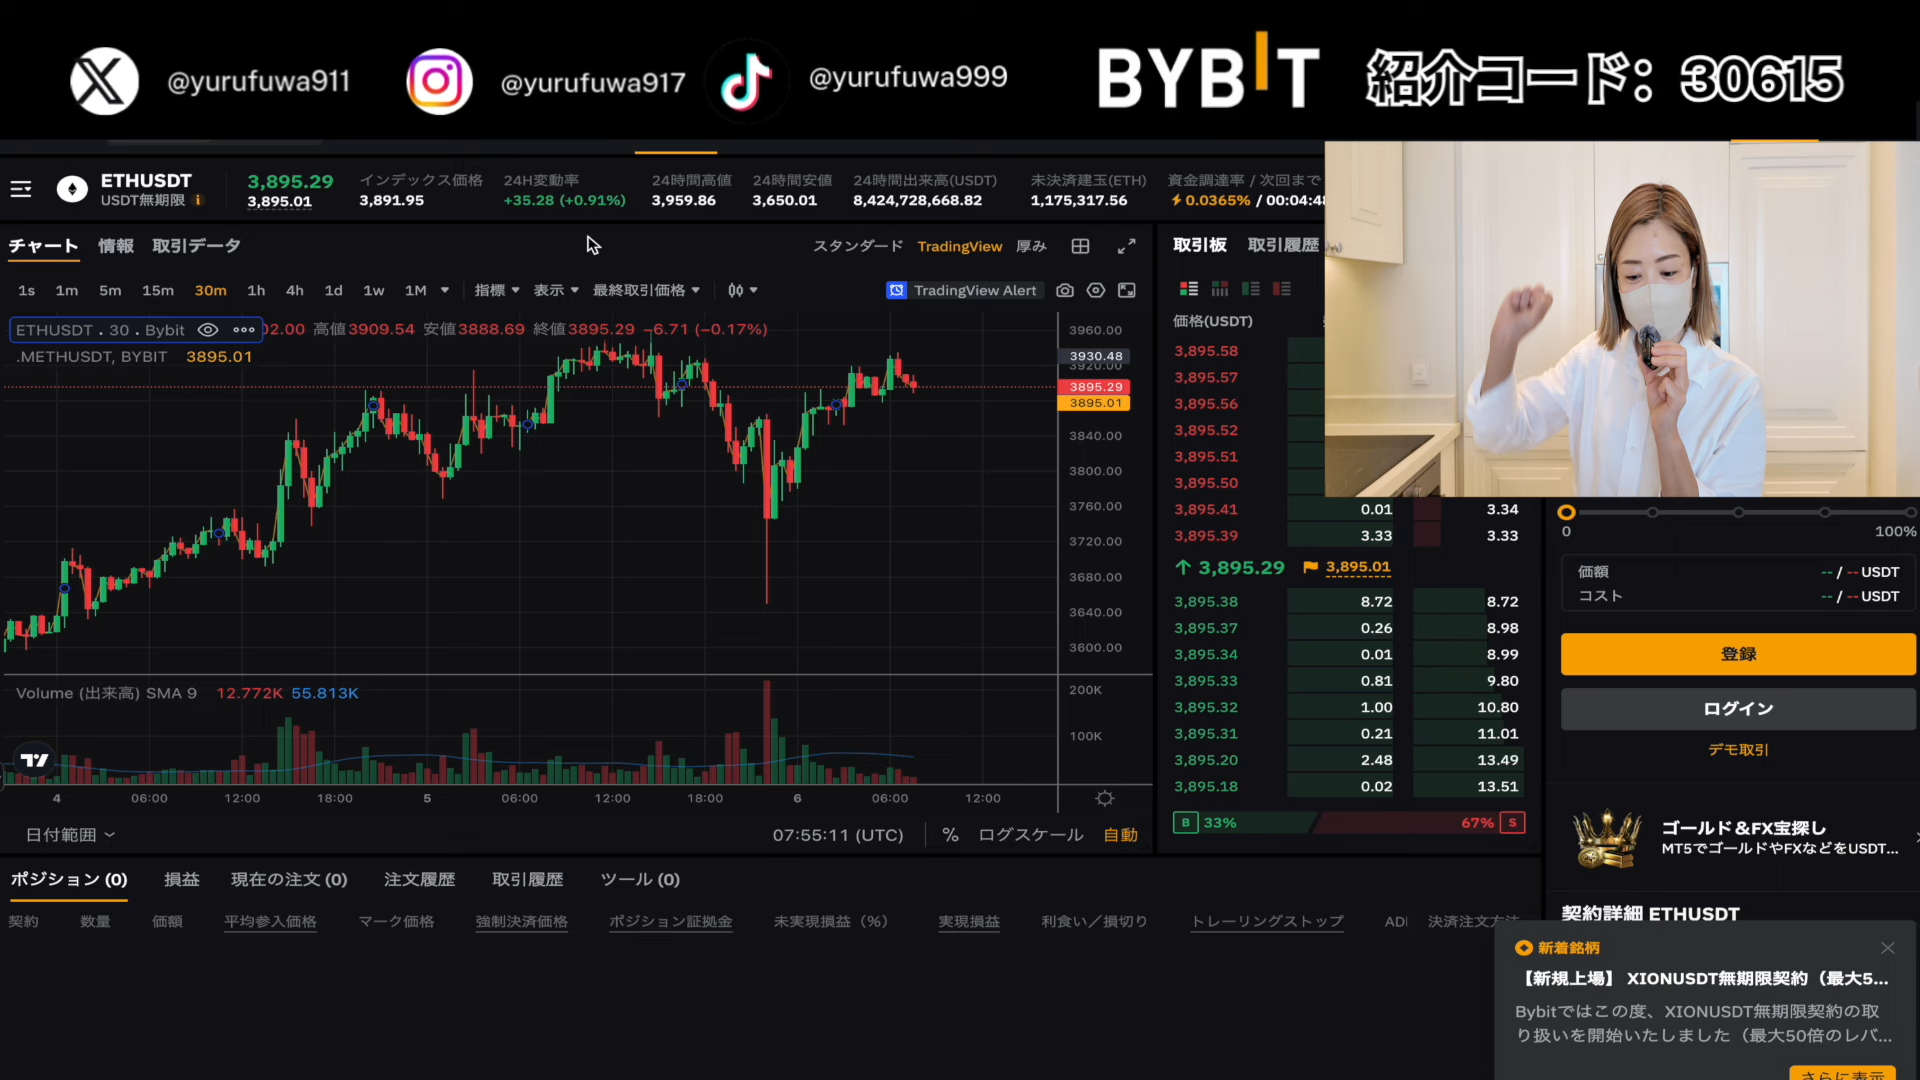 @yurufuwa911
@yurufuwa917
@yurufuwa999
BYBIT
紹介コード：30615
ETHUSDT
USDT無期限
3,895.29
3,895.01
インデックス価格
3,891.95
24H変動率
+35.28 (+0.91%)
24時間高値
3,959.86
24時間安値
3,650.01
24時間出来高(USDT)
8,424,728,668.82
未決済建玉(ETH)
1,175,317.56
資金調達率 / 次回まで
0.0365% / 00:04:48
チャート 情報 取引データ
スタンダード TradingView 厚み
1s 1m 5m 15m 30m 1h 4h 1d 1w 1M
指標 表示 最終取引価格
TradingView Alert
ETHUSDT . 30 . Bybit
02.00 高値3909.54 安値3888.69 終値3895.29 −6.71 (−0.17%)
.METHUSDT, BYBIT 3895.01
3960.00
3930.48
3920.00
3895.29
3895.01
3840.00
3800.00
3760.00
3720.00
3680.00
3640.00
3600.00
Volume (出来高) SMA 9 12.772K 55.813K
200K
100K
4 06:00 12:00 18:00 5 06:00 12:00 18:00 6 06:00 12:00
日付範囲
07:55:11 (UTC) % ログスケール 自動
取引板 取引履歴
価格(USDT)
3,895.58
3,895.57
3,895.56
3,895.52
3,895.51
3,895.50
3,895.41 0.01 3.34
3,895.39 3.33 3.33
3,895.29 3,895.01
3,895.38 8.72 8.72
3,895.37 0.26 8.98
3,895.34 0.01 8.99
3,895.33 0.81 9.80
3,895.32 1.00 10.80
3,895.31 0.21 11.01
3,895.20 2.48 13.49
3,895.18 0.02 13.51
B 33% 67% S
0 100%
価額 -- / -- USDT
コスト -- / -- USDT
登録
ログイン
デモ取引
ゴールド＆FX宝探し
MT5でゴールドやFXなどをUSDT...
契約詳細 ETHUSDT
ポジション (0) 損益 現在の注文 (0) 注文履歴 取引履歴 ツール (0)
契約 数量 価額 平均参入価格 マーク価格 強制決済価格 ポジション証拠金 未実現損益（%） 実現損益 利食い／損切り トレーリングストップ ADI 決済注文方法
新着銘柄
【新規上場】 XIONUSDT無期限契約（最大5...
Bybitではこの度、XIONUSDT無期限契約の取
り扱いを開始いたしました（最大50倍のレバ...
さらに表示